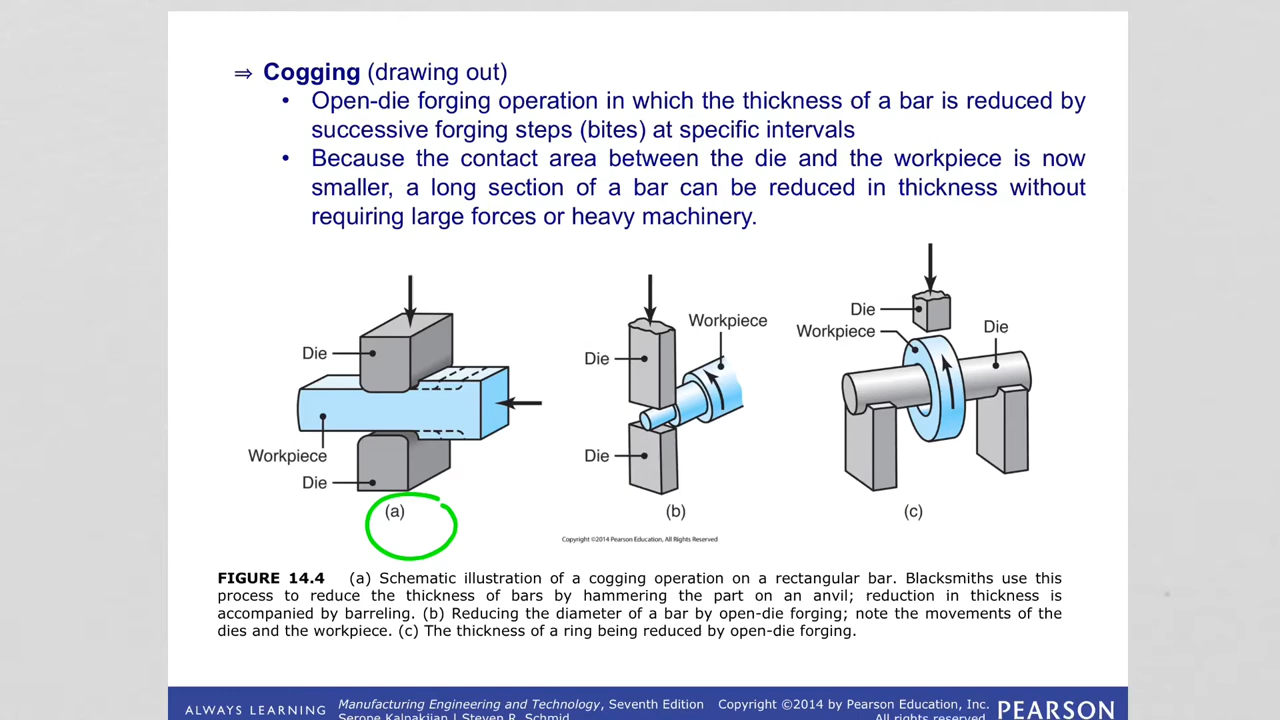 ⇒ Cogging (drawing out)
• Open-die forging operation in which the thickness of a bar is reduced by
successive forging steps (bites) at specific intervals
• Because the contact area between the die and the workpiece is now
smaller, a long section of a bar can be reduced in thickness without
requiring large forces or heavy machinery.
Die
Workpiece
Die
(a)
Workpiece
Die
Die
(b)
Die
Workpiece
Die
(c)
Copyright ©2014 Pearson Education, All Rights Reserved
FIGURE 14.4 (a) Schematic illustration of a cogging operation on a rectangular bar. Blacksmiths use this
process to reduce the thickness of bars by hammering the part on an anvil; reduction in thickness is
accompanied by barreling. (b) Reducing the diameter of a bar by open-die forging; note the movements of the
dies and the workpiece. (c) The thickness of a ring being reduced by open-die forging.
ALWAYS LEARNING
Manufacturing Engineering and Technology, Seventh Edition
Serope Kalpakjian | Steven R. Schmid
Copyright ©2014 by Pearson Education, Inc.
All rights reserved.
PEARSON